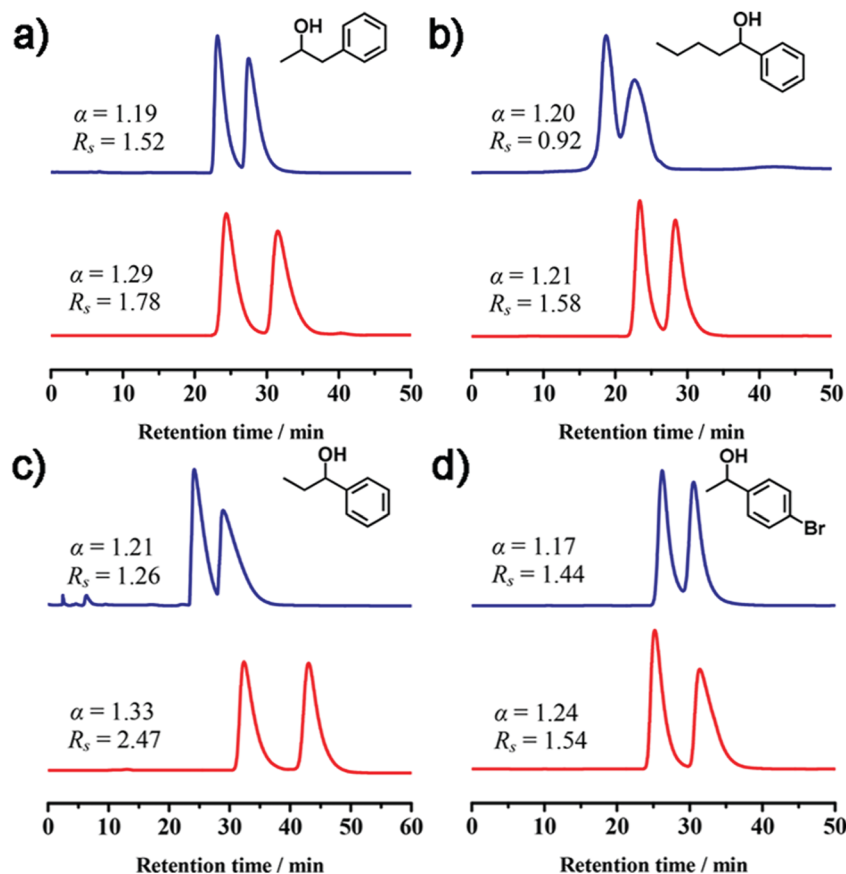 a)
OH
α = 1.19
Rs = 1.52
α = 1.29
Rs = 1.78
0 10 20 30 40 50
Retention time / min
b)
OH
α = 1.20
Rs = 0.92
α = 1.21
Rs = 1.58
0 10 20 30 40 50
Retention time / min
c)
OH
α = 1.21
Rs = 1.26
α = 1.33
Rs = 2.47
0 10 20 30 40 50 60
Retention time / min
d)
OH
Br
α = 1.17
Rs = 1.44
α = 1.24
Rs = 1.54
0 10 20 30 40 50
Retention time / min